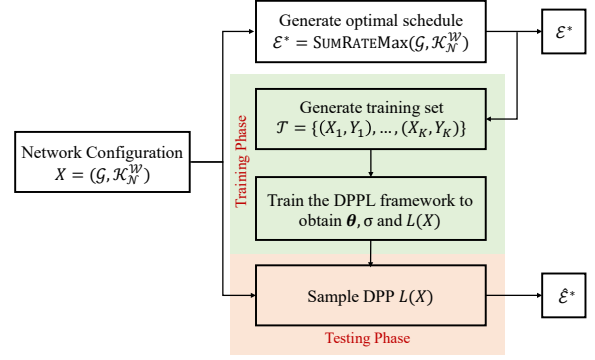 Generate optimal schedule
ℰ* = SUMRATEMAX(𝒢, 𝒦_𝒩^𝒲)
ℰ*
Generate training set
𝒯 = {(X₁, Y₁), …, (X_K, Y_K)}
Training Phase
Network Configuration
X = (𝒢, 𝒦_𝒩^𝒲)
Train the DPPL framework to
obtain 𝜽, σ and L(X)
Sample DPP L(X)
ℰ̂*
Testing Phase